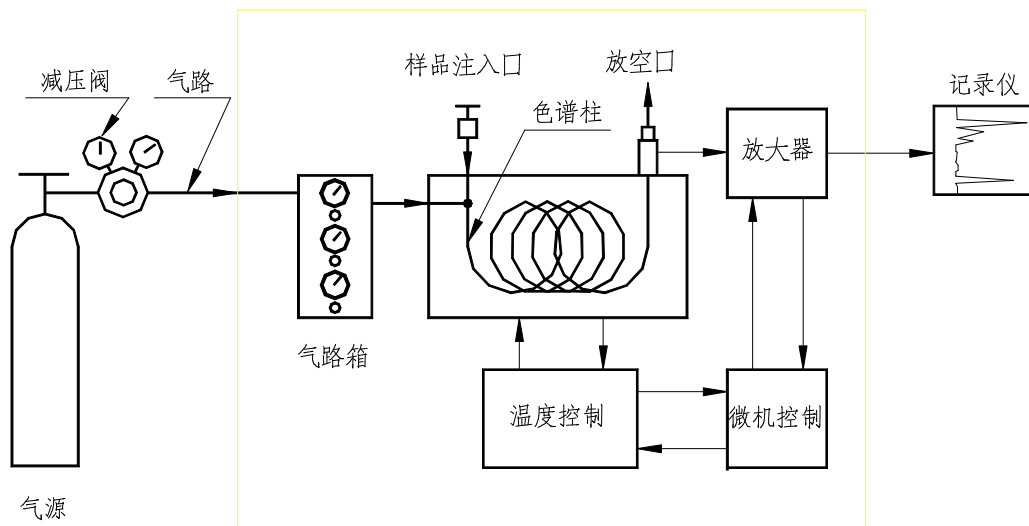 减压阀
气路
样品注入口
放空口
记录仪
色谱柱
放大器
气路箱
温度控制
微机控制
气源